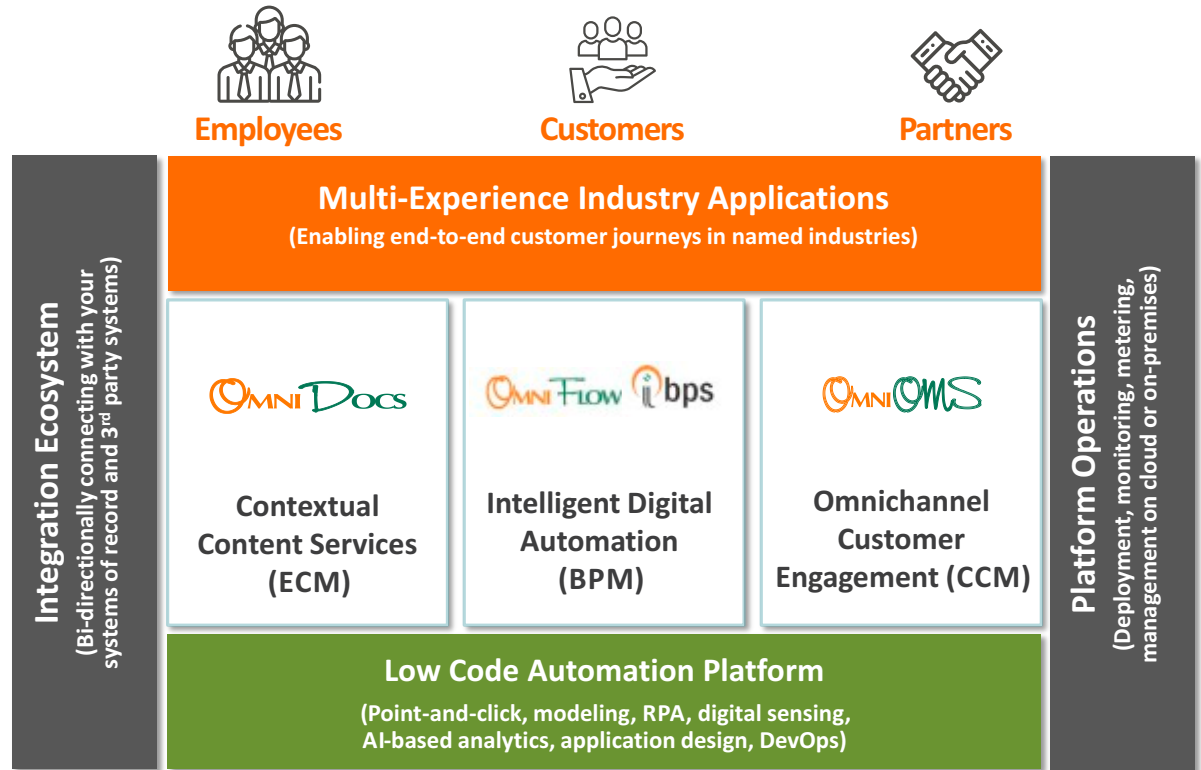 Employees
Customers
Partners
Integration Ecosystem
(Bi-directionally connecting with your
systems of record and 3rd party systems)
Multi-Experience Industry Applications
(Enabling end-to-end customer journeys in named industries)
OMNIDOCS
Contextual
Content Services
(ECM)
OMNIFLOW ibps
Intelligent Digital
Automation
(BPM)
OMNIOMS
Omnichannel
Customer
Engagement (CCM)
Low Code Automation Platform
(Point-and-click, modeling, RPA, digital sensing,
AI-based analytics, application design, DevOps)
Platform Operations
(Deployment, monitoring, metering,
management on cloud or on-premises)